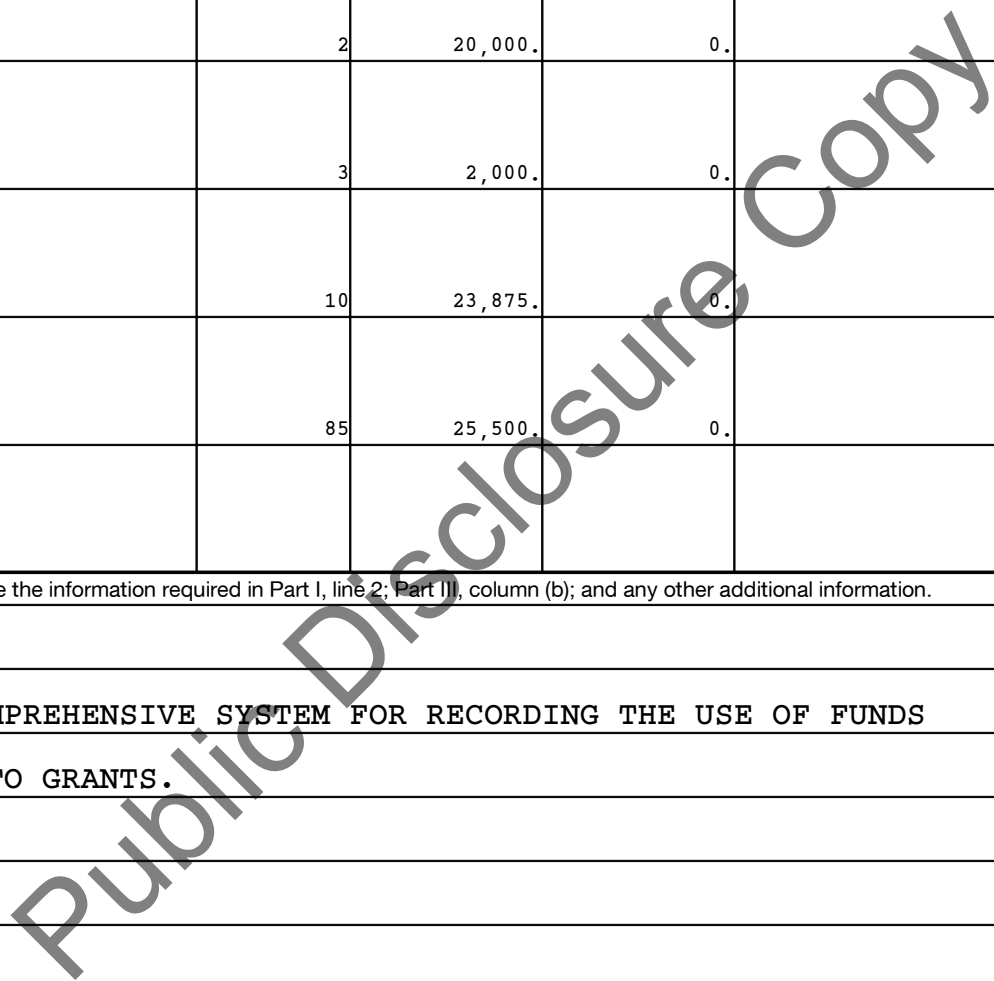 2 20,000. 0.
3 2,000. 0.
10 23,875. 0.
85 25,500. 0.
the information required in Part I, line 2; Part III, column (b); and any other additional information.
MPREHENSIVE SYSTEM FOR RECORDING THE USE OF FUNDS
TO GRANTS.
Public Disclosure Copy